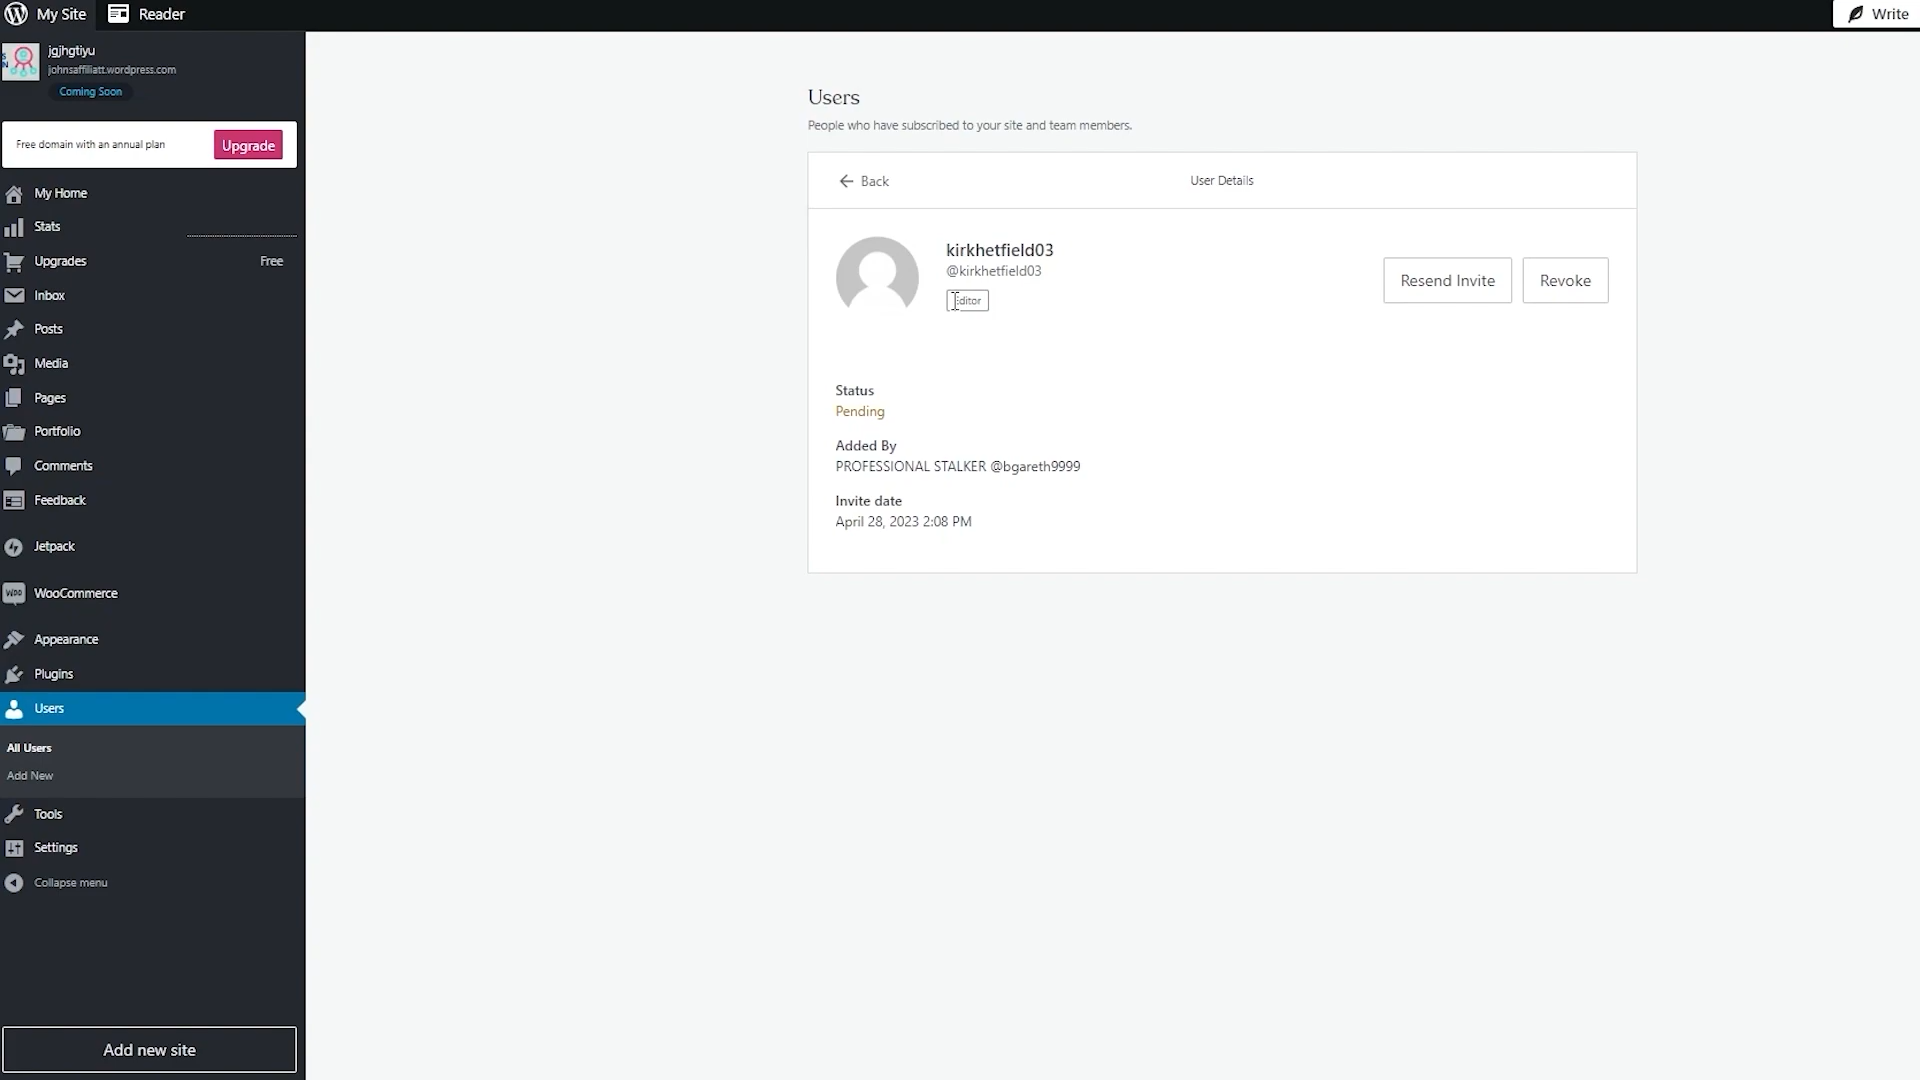 My Site
Reader
Write
jgjhgtiyu
johnsaffiliatt.wordpress.com
Coming Soon
Free domain with an annual plan
Upgrade
My Home
Stats
Upgrades
Free
Inbox
Posts
Media
Pages
Portfolio
Comments
Feedback
Jetpack
WOO WooCommerce
Appearance
Plugins
Users
All Users
Add New
Tools
Settings
Collapse menu
Add new site
Users
People who have subscribed to your site and team members.
Back
User Details
kirkhetfield03
@kirkhetfield03
Editor
Resend Invite
Revoke
Status
Pending
Added By
PROFESSIONAL STALKER @bgareth9999
Invite date
April 28, 2023 2:08 PM